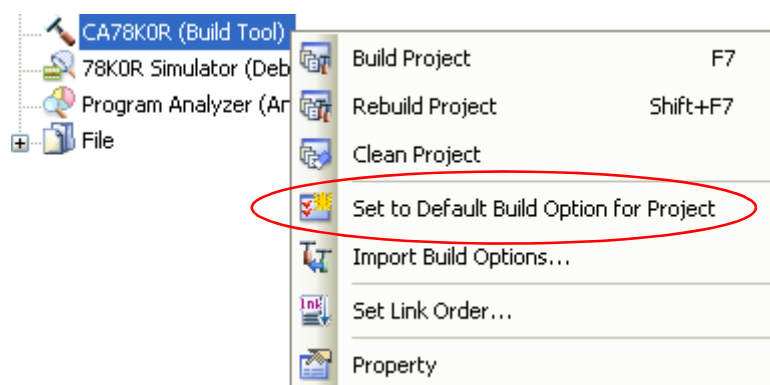 CA78K0R (Build Tool)
78K0R Simulator (Deb
Program Analyzer (An
File
Build Project F7
Rebuild Project Shift+F7
Clean Project
Set to Default Build Option for Project
Import Build Options...
Set Link Order...
Property